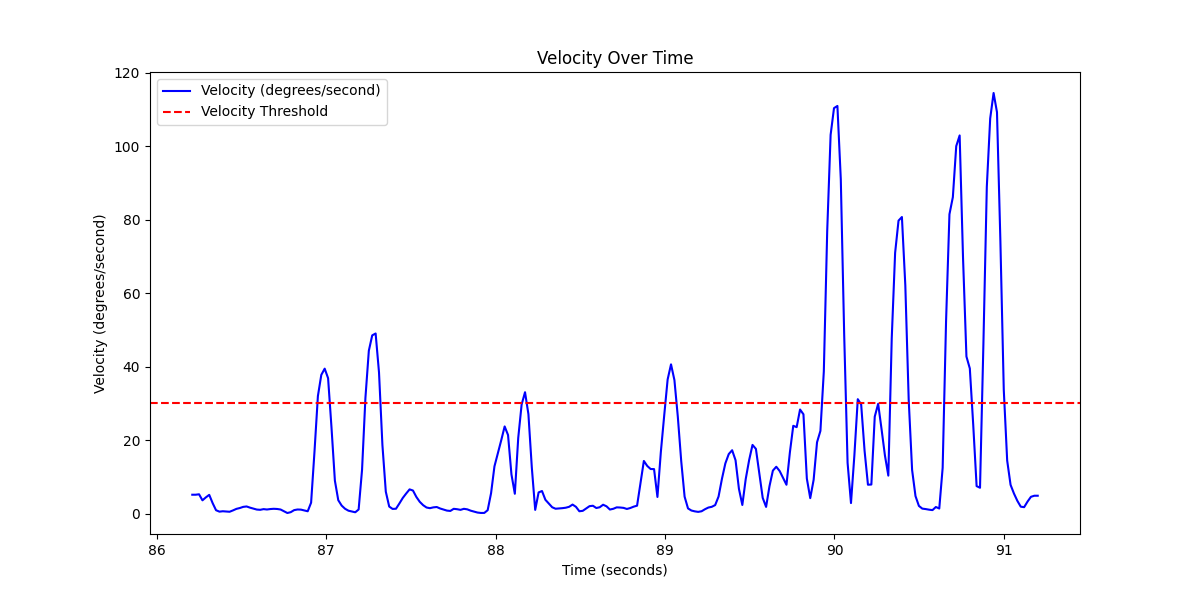 Velocity Over Time
Velocity (degrees/second)
Velocity Threshold
Velocity (degrees/second)
120
100
80
60
40
20
0
86 87 88 89 90 91
Time (seconds)